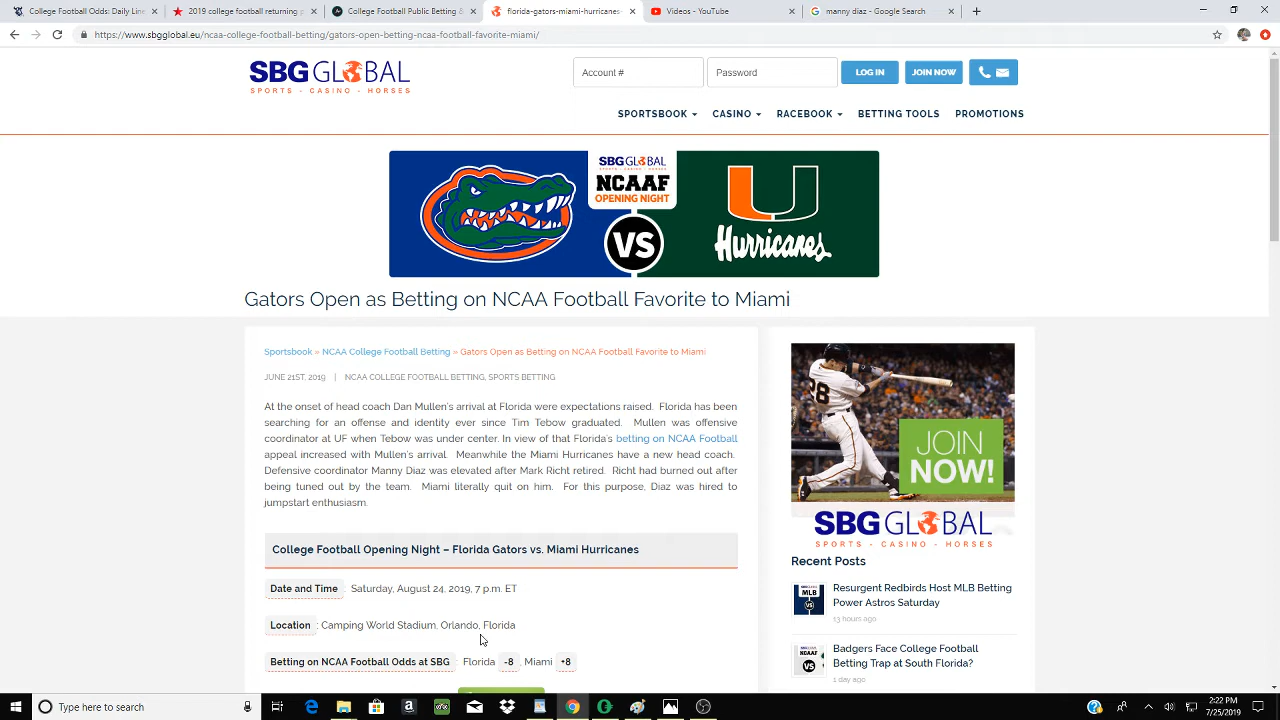 College Football Odds: Daily Line
2019 college football betting: V
NCAA College Football Betting &
florida-gators-vs-miami-hurrica
YouTube
manny diaz - Google Search
https://www.sbgglobal.eu/ncaa-college-football-betting/gators-open-betting-ncaa-football-favorite-miami/
SBG GLOBAL
SPORTS - CASINO - HORSES
Account #
Password
LOG IN
JOIN NOW
SPORTSBOOK
CASINO
RACEBOOK
BETTING TOOLS
PROMOTIONS
SBG GLOBAL
NCAAF
OPENING NIGHT
VS
U
Hurricanes
Gators Open as Betting on NCAA Football Favorite to Miami
Sportsbook » NCAA College Football Betting » Gators Open as Betting on NCAA Football Favorite to Miami
JUNE 21ST, 2019 | NCAA COLLEGE FOOTBALL BETTING, SPORTS BETTING
At the onset of head coach Dan Mullen's arrival at Florida were expectations raised. Florida has been
searching for an offense and identity ever since Tim Tebow graduated. Mullen was offensive
coordinator at UF when Tebow was under center. In view of that Florida's betting on NCAA Football
appeal increased with Mullen's arrival. Meanwhile the Miami Hurricanes have a new head coach.
Defensive coordinator Manny Diaz was elevated after Mark Richt retired. Richt had burned out after
being tuned out by the team. Miami literally quit on him. For this purpose, Diaz was hired to
jumpstart enthusiasm.
College Football Opening Night – Florida Gators vs. Miami Hurricanes
Date and Time : Saturday, August 24, 2019, 7 p.m. ET
Location : Camping World Stadium, Orlando, Florida
Betting on NCAA Football Odds at SBG : Florida -8 , Miami +8
28
JOIN
NOW!
SBG GLOBAL
SPORTS - CASINO - HORSES
Recent Posts
MLB
VS
Resurgent Redbirds Host MLB Betting
Power Astros Saturday
13 hours ago
NCAAF
VS
Badgers Face College Football
Betting Trap at South Florida?
1 day ago
Type here to search
2:22 PM
7/25/2019